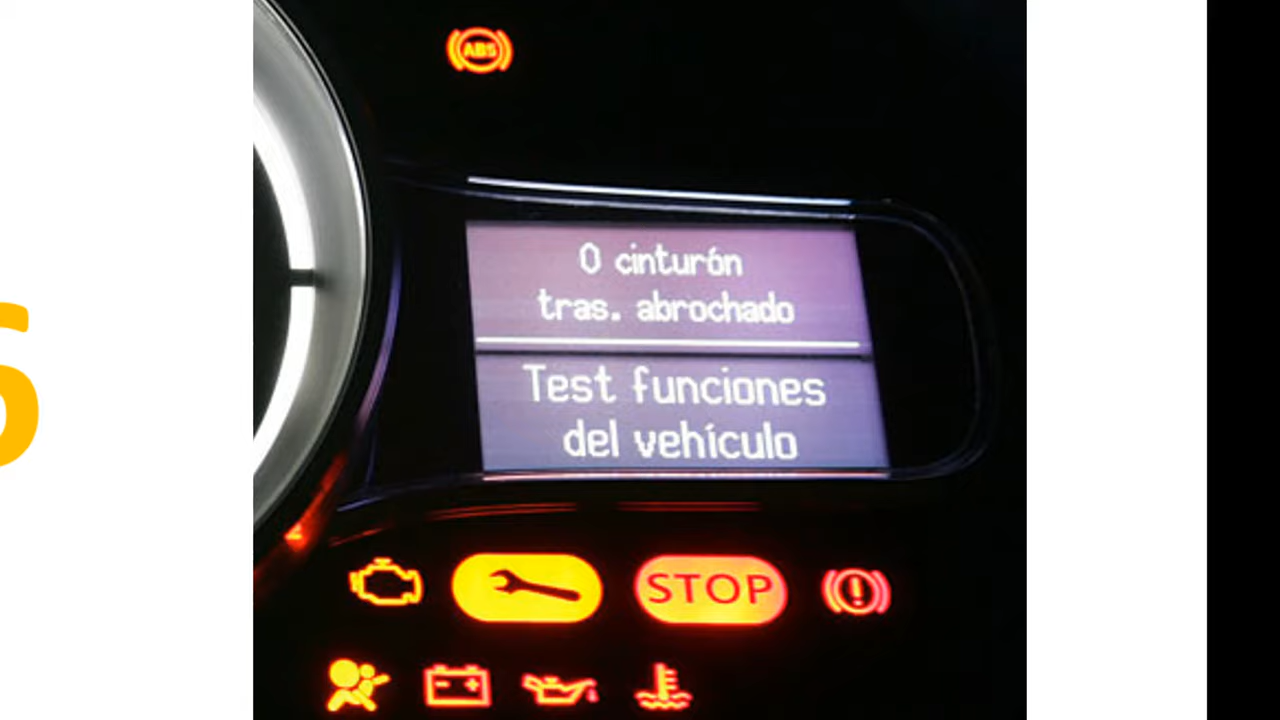 ABS
0 cinturón
tras. abrochado
Test funciones
del vehículo
STOP